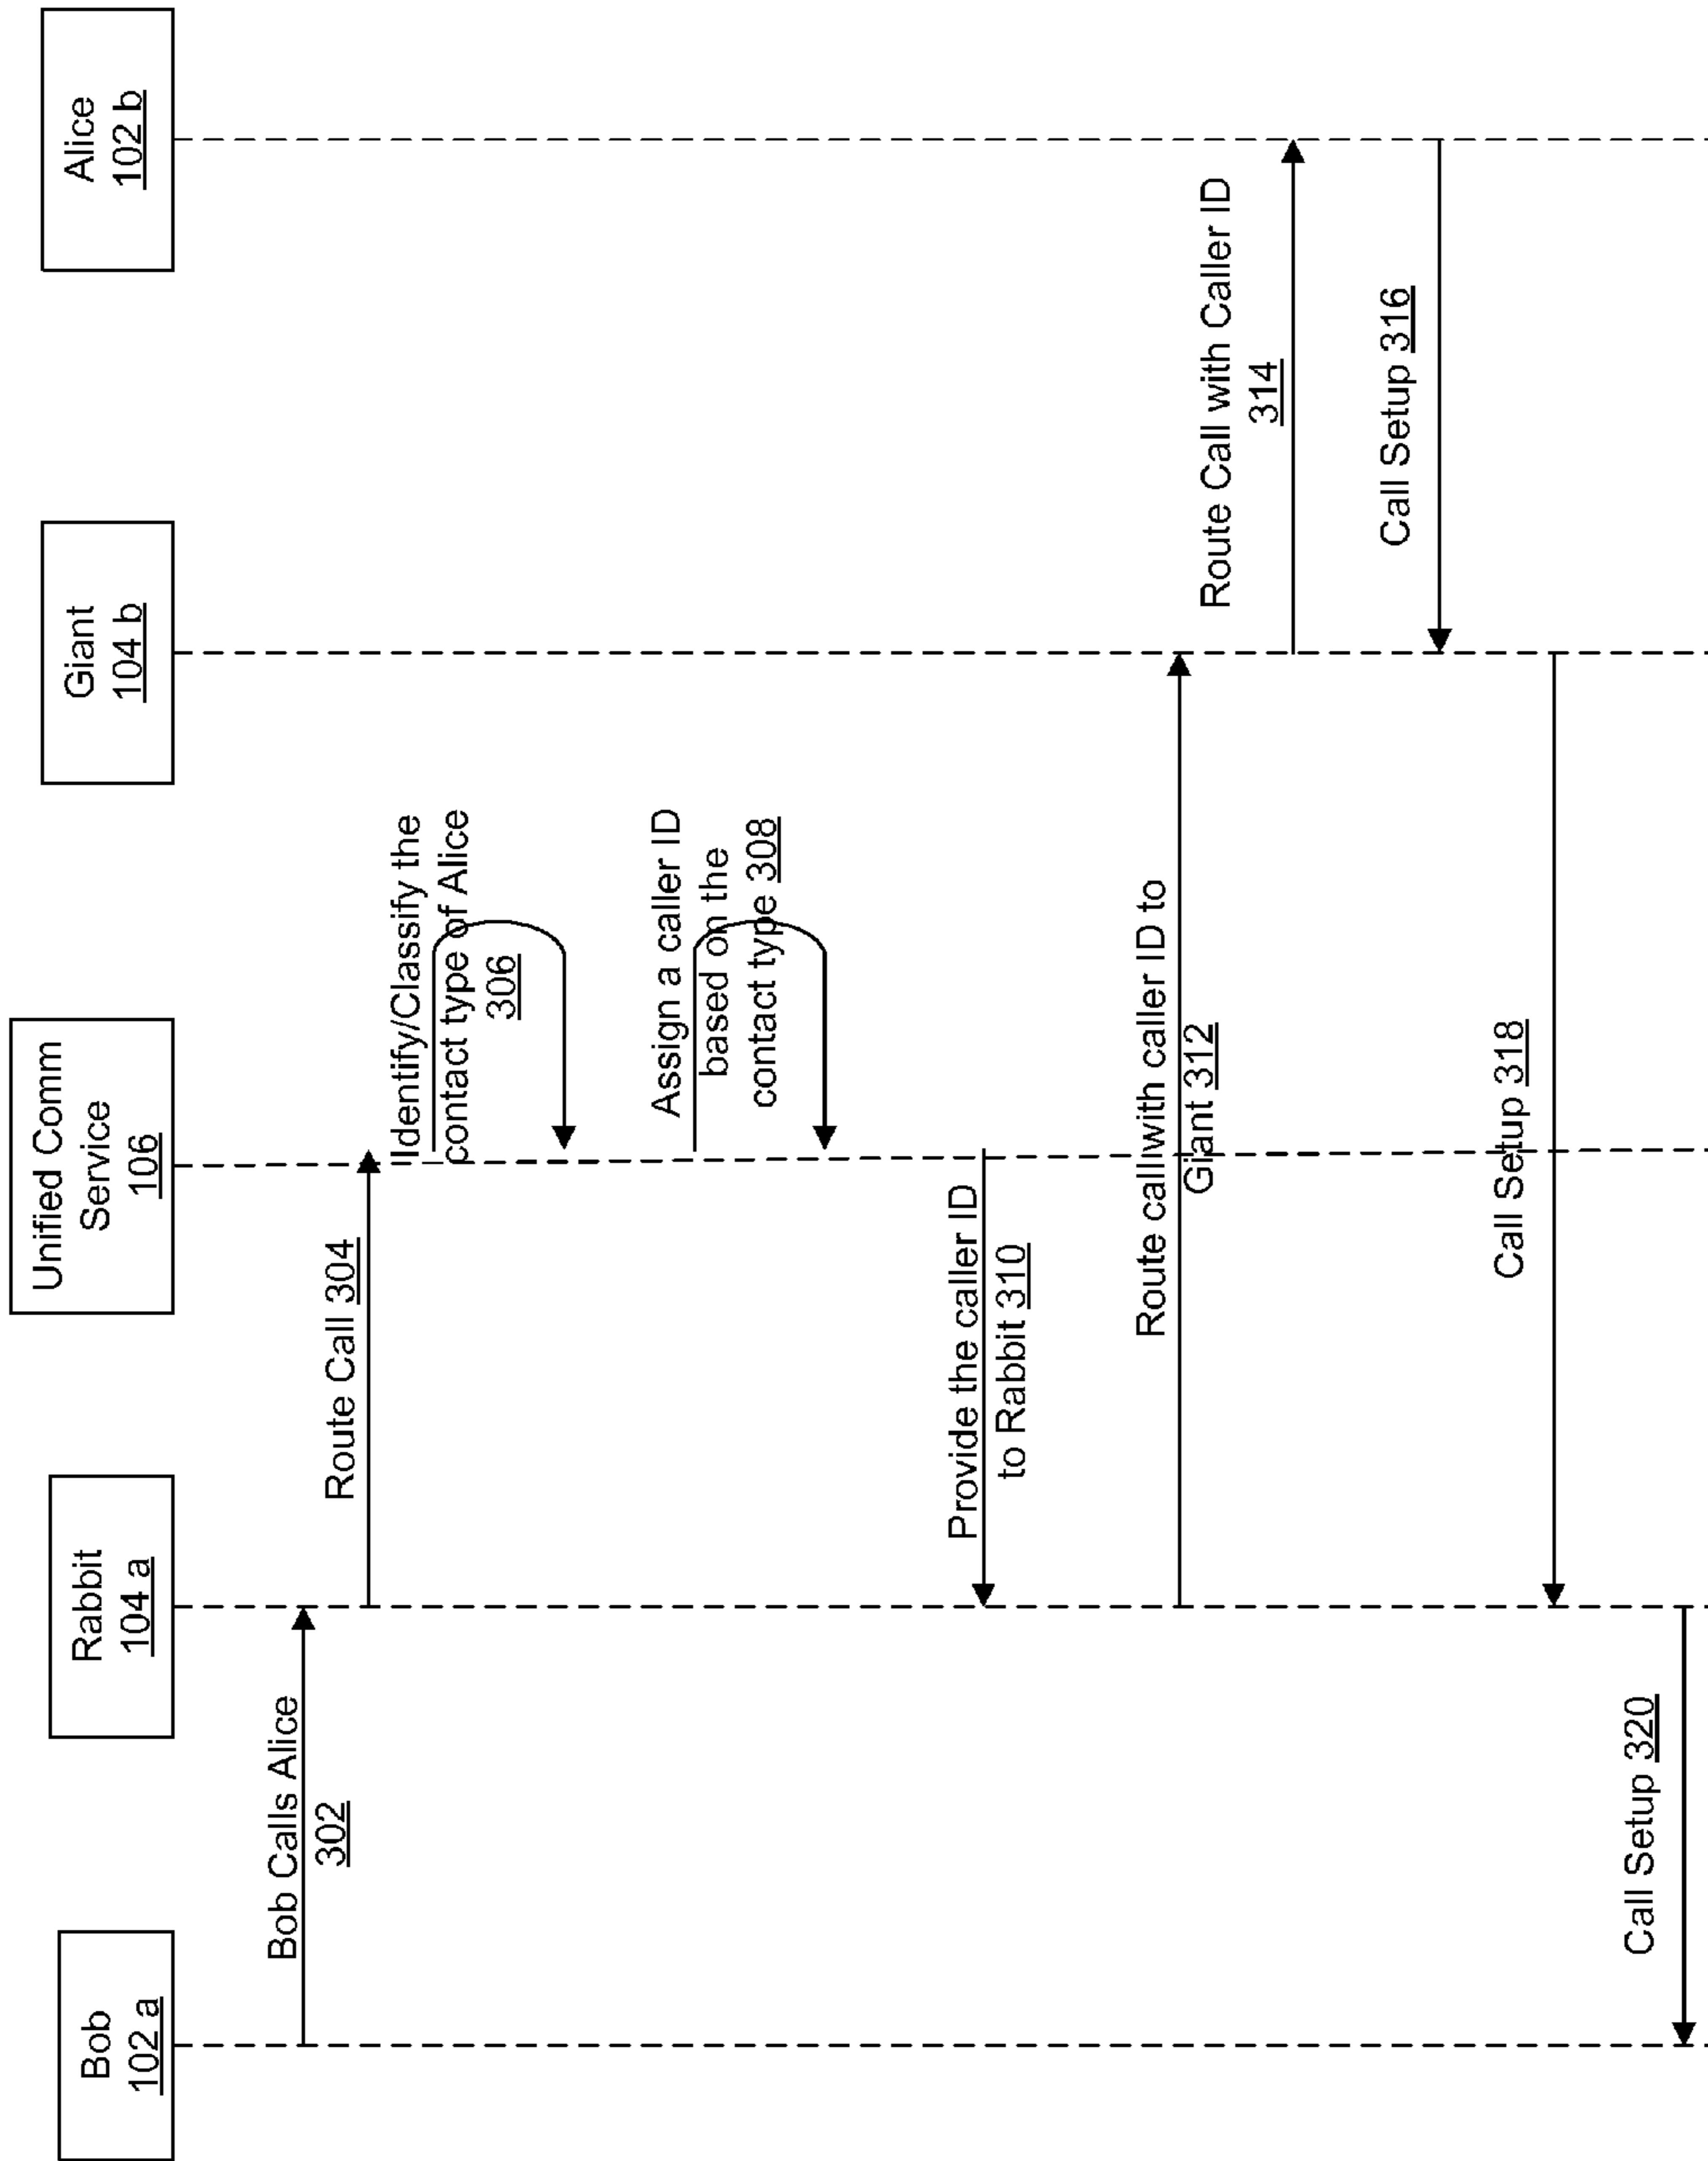 Bob
102 a
Rabbit
104 a
Unified Comm
Service
106
Giant
104 b
Alice
102 b
Bob Calls Alice
302
Route Call 304
Identify/Classify the
contact type of Alice
306
Assign a caller ID
based on the
contact type 308
Provide the caller ID
to Rabbit 310
Route callwith caller ID to
Giant 312
Route Call with Caller ID
314
Call Setup 316
Call Setup 318
Call Setup 320